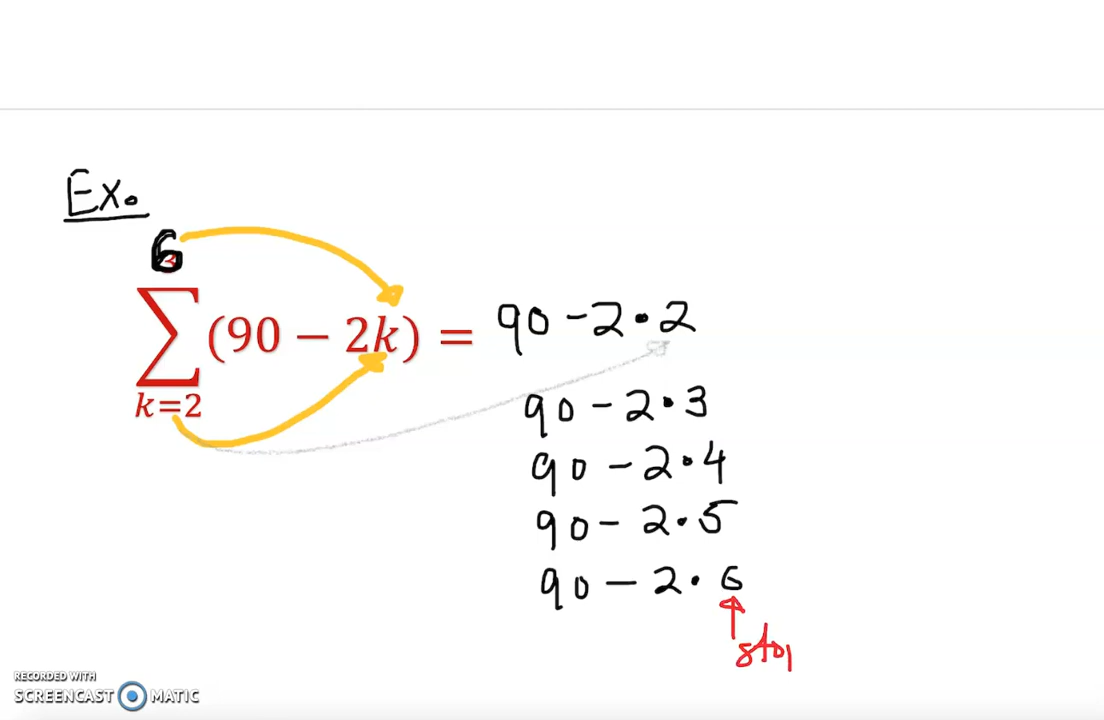 Ex.
6
∑ (90 − 2k) = 90 - 2 · 2
k=2
90 - 2 · 3
90 - 2 · 4
90 - 2 · 5
90 - 2 · 6
RECORDED WITH
SCREENCAST MATIC